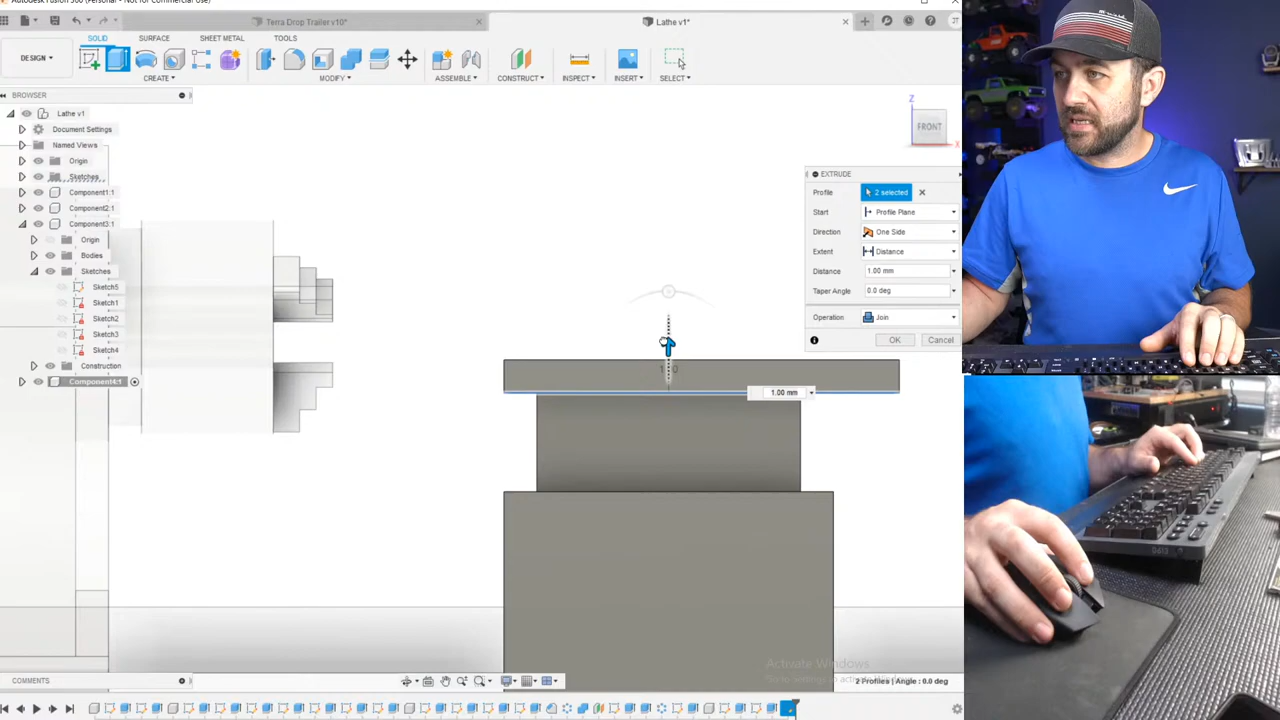 Autodesk Fusion 360 (Personal - Not for Commercial Use)
Terra Drop Trailer v10*
Lathe v1*
SOLID SURFACE SHEET METAL TOOLS
DESIGN
CREATE MODIFY ASSEMBLE CONSTRUCT INSPECT INSERT SELECT
BROWSER
Lathe v1
Document Settings
Named Views
Origin
Sketches
Component1:1
Component2:1
Component3:1
Origin
Bodies
Sketches
Sketch5
Sketch1
Sketch2
Sketch3
Sketch4
Construction
Component4:1
Z
FRONT
X
EXTRUDE
Profile 2 selected
Start Profile Plane
Direction One Side
Extent Distance
Distance 1.00 mm
Taper Angle 0.0 deg
Operation Join
OK Cancel
1.00 mm
Activate Windows
COMMENTS
2 Profiles | Angle : 0.0 deg
JT